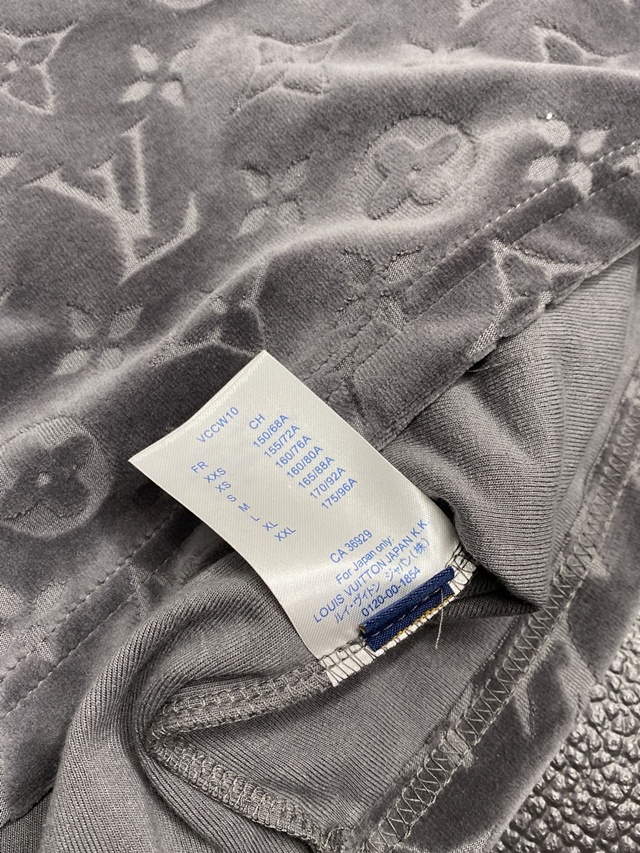 VCCW10
FR CH
XXS 150/68A
XS 155/72A
S 160/76A
M 160/80A
L 165/88A
XL 170/92A
XXL 175/96A
CA 36929
For Japan only:
LOUIS VUITTON JAPAN K.K
ルイ・ヴィトン ジャパン(株)
0120-00-1854